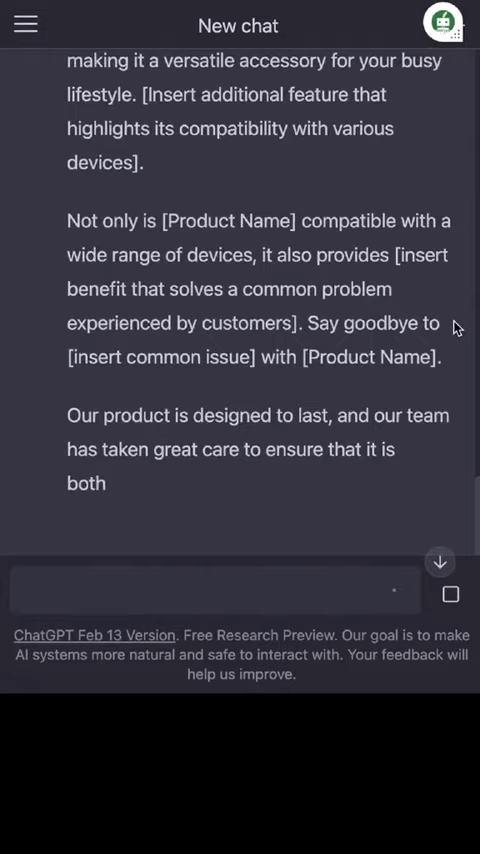 New chat
making it a versatile accessory for your busy
lifestyle. [Insert additional feature that
highlights its compatibility with various
devices].
Not only is [Product Name] compatible with a
wide range of devices, it also provides [insert
benefit that solves a common problem
experienced by customers]. Say goodbye to
[insert common issue] with [Product Name].
Our product is designed to last, and our team
has taken great care to ensure that it is
both
ChatGPT Feb 13 Version. Free Research Preview. Our goal is to make
AI systems more natural and safe to interact with. Your feedback will
help us improve.